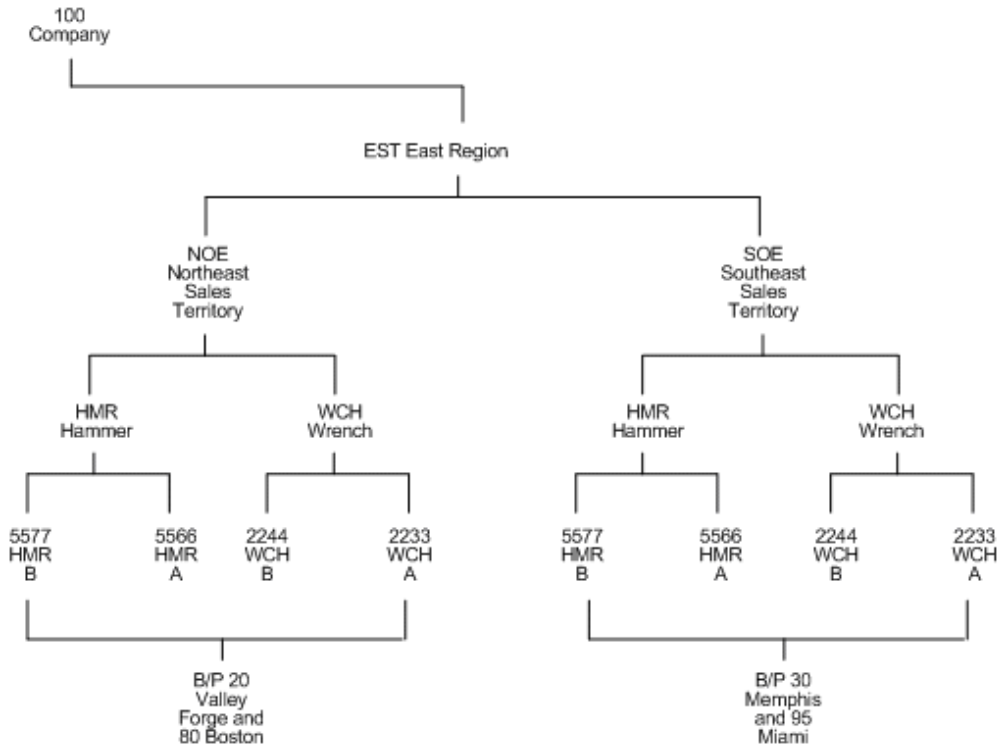 100
Company
EST East Region
NOE
Northeast
Sales
Territory
SOE
Southeast
Sales
Territory
HMR
Hammer
WCH
Wrench
HMR
Hammer
WCH
Wrench
5577
HMR
B
5566
HMR
A
2244
WCH
B
2233
WCH
A
5577
HMR
B
5566
HMR
A
2244
WCH
B
2233
WCH
A
B/P 20
Valley
Forge and
80 Boston
B/P 30
Memphis
and 95
Miami